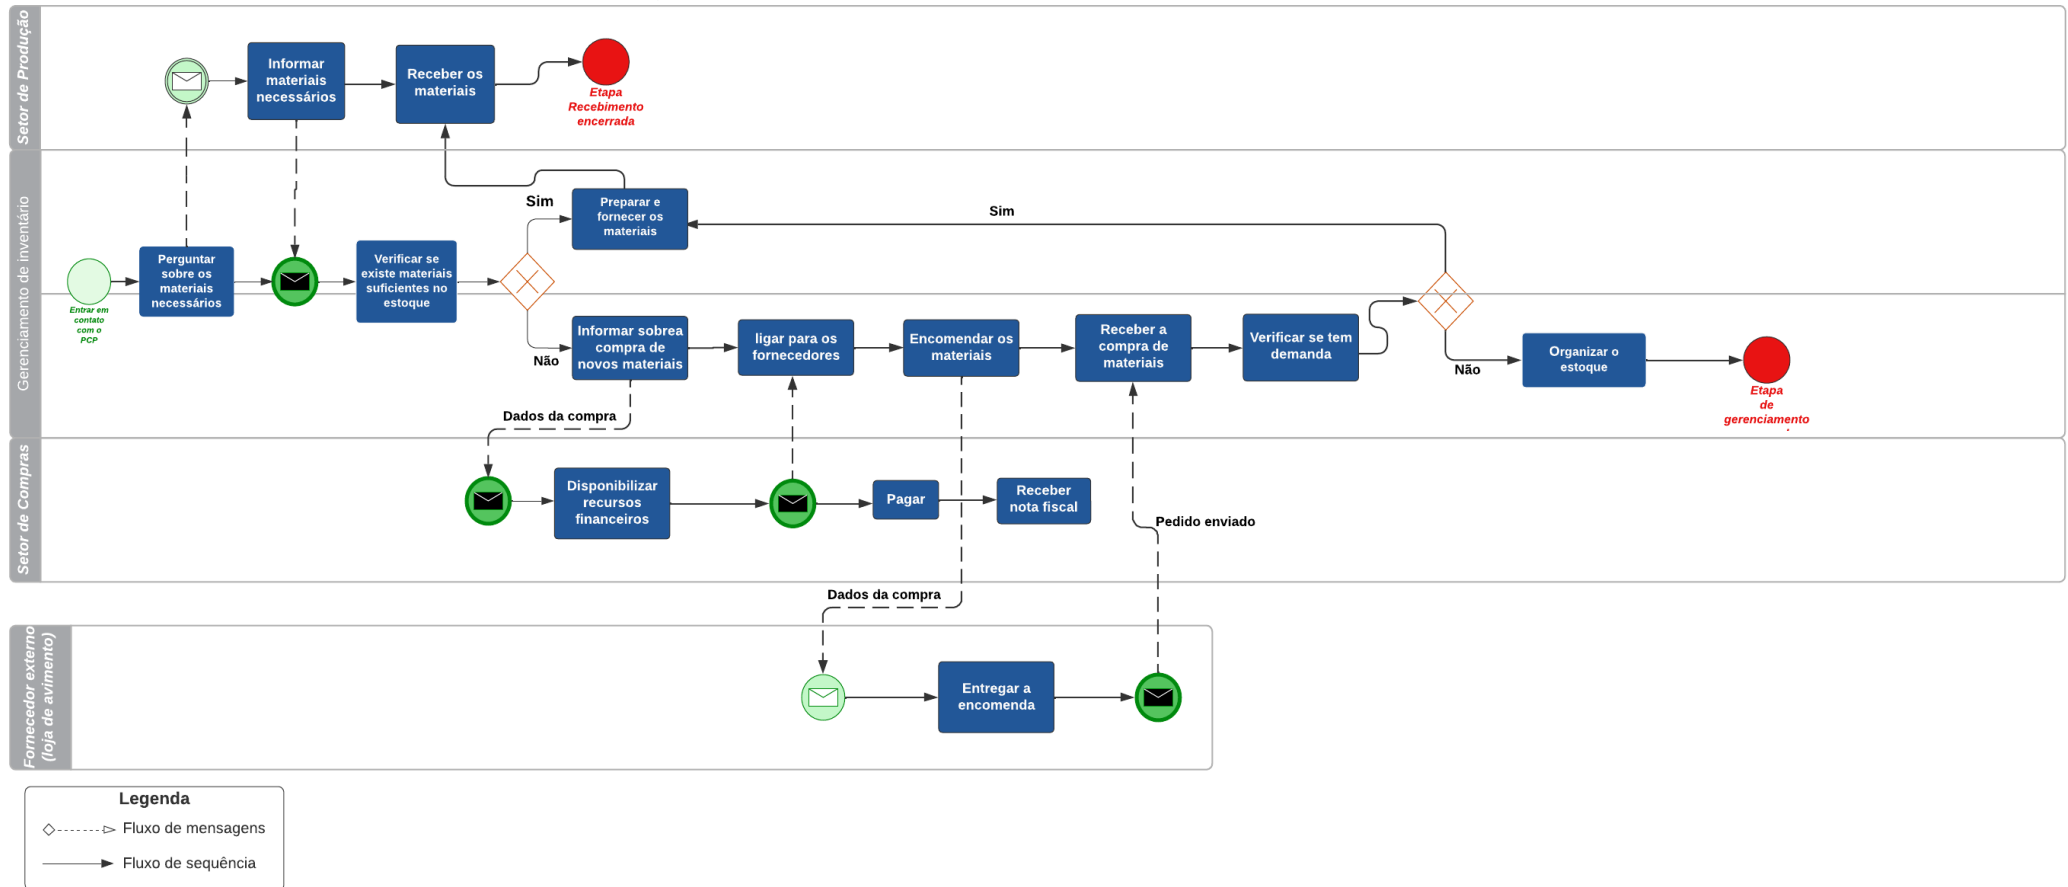 Setor de Produção
Informar
materiais
necessários
Receber os
materiais
Etapa
Recebimento
encerrada
Gerenciamento de inventário
Entrar em
contato
com o
PCP
Perguntar
sobre os
materiais
necessários
Verificar se
existe materiais
suficientes no
estoque
Sim
Preparar e
fornecer os
materiais
Sim
Não
Informar sobrea
compra de
novos materiais
ligar para os
fornecedores
Encomendar os
materiais
Receber a
compra de
materiais
Verificar se tem
demanda
Não
Organizar o
estoque
Etapa
de
gerenciamento
Dados da compra
Setor de Compras
Disponibilizar
recursos
financeiros
Pagar
Receber
nota fiscal
Pedido enviado
Dados da compra
Fornecedor externo
(loja de avimento)
Entregar a
encomenda
Legenda
Fluxo de mensagens
Fluxo de sequência